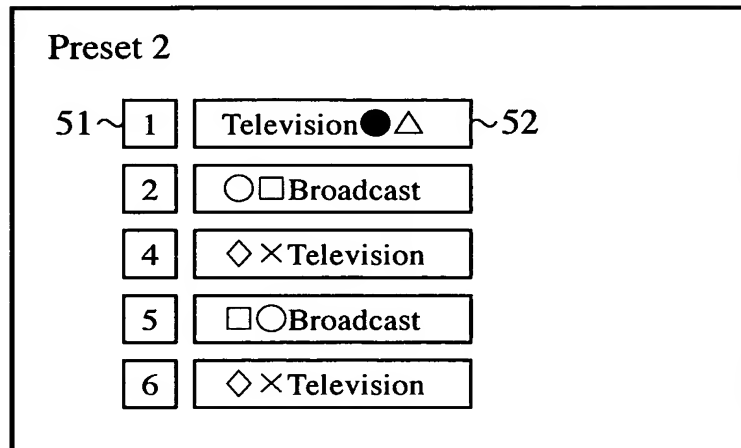 Preset 2
51 1 Television●△ 52
2 ○□Broadcast
4 ◇×Television
5 □○Broadcast
6 ◇×Television